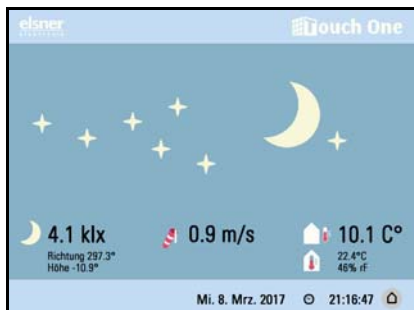 elsner
elektronik
Touch One
4.1 klx
Richtung 297.3°
Höhe -10.9°
0.9 m/s
10.1 C°
22.4°C
46% rF
Mi. 8. Mrz. 2017
21:16:47